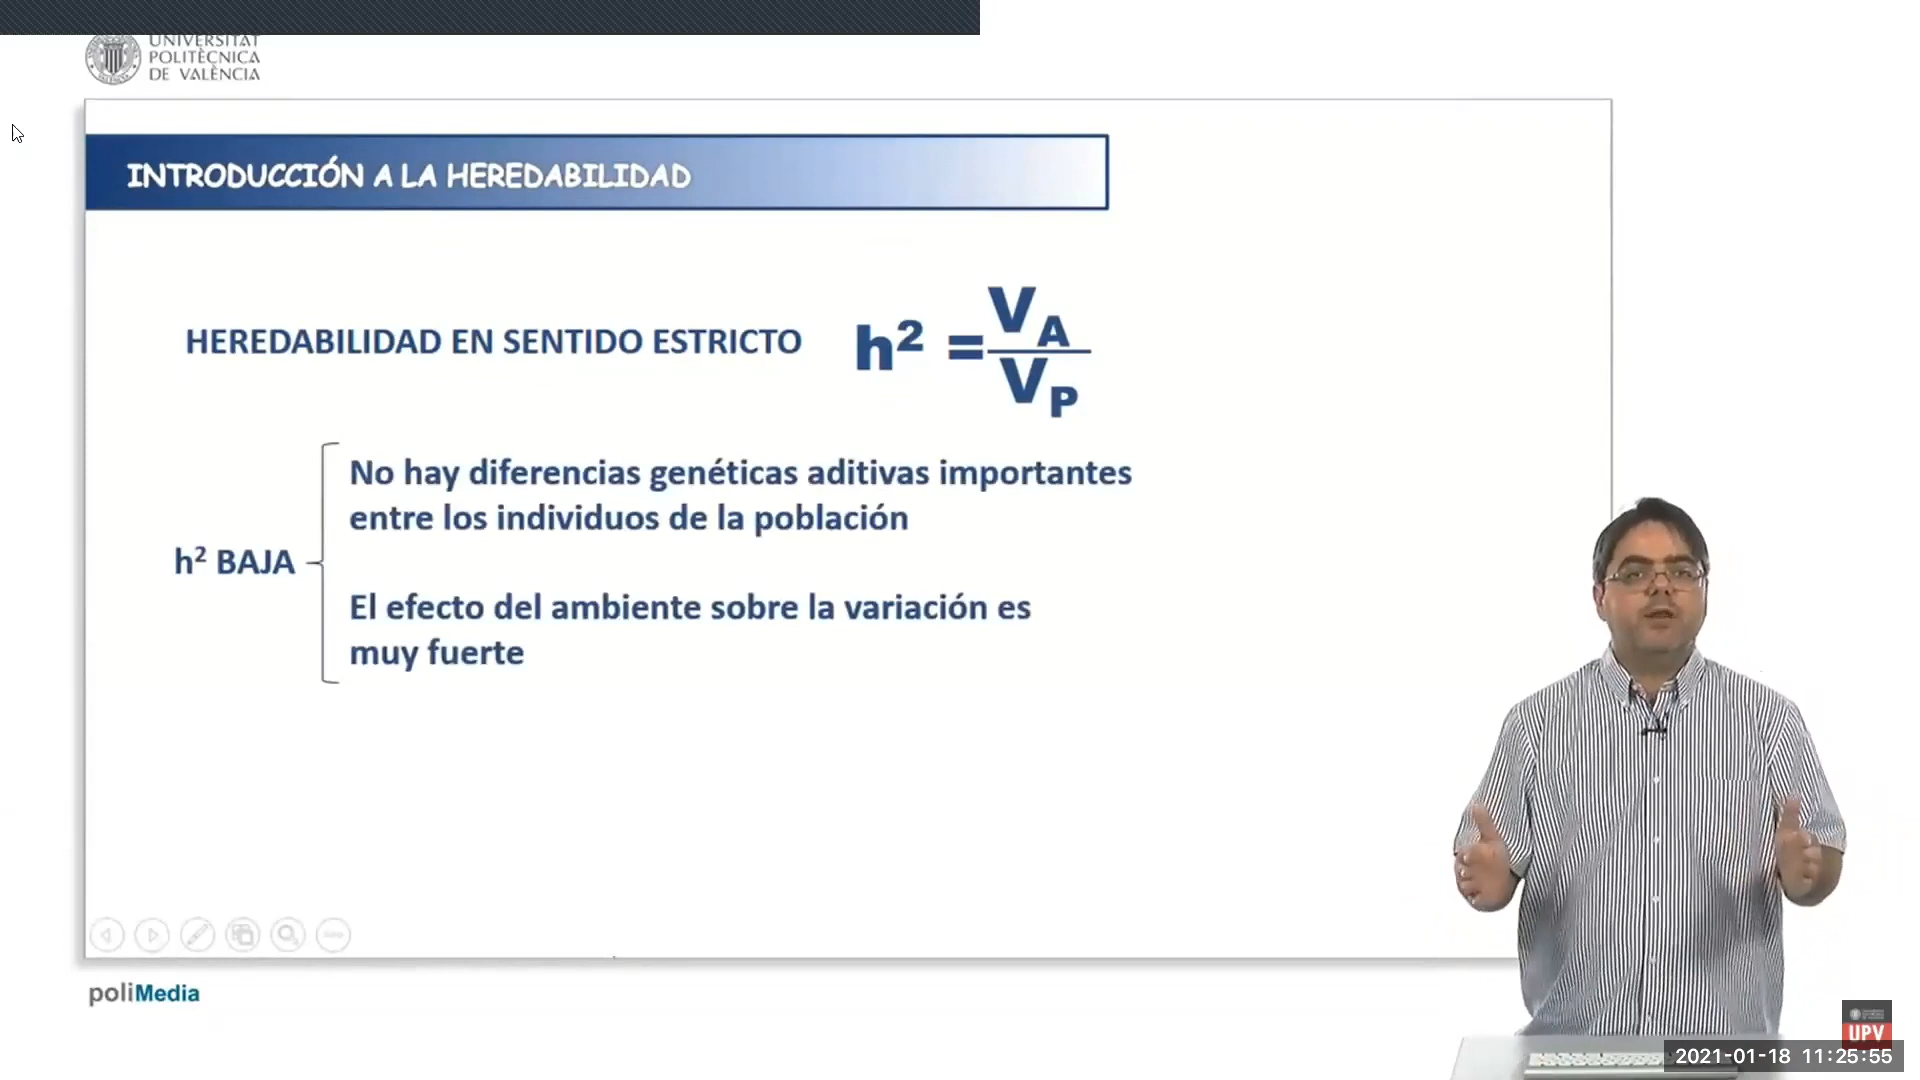 UNIVERSITAT
POLITÈCNICA
DE VALÈNCIA
INTRODUCCIÓN A LA HEREDABILIDAD
HEREDABILIDAD EN SENTIDO ESTRICTO
h² = V_A / V_P
No hay diferencias genéticas aditivas importantes
entre los individuos de la población
h² BAJA
El efecto del ambiente sobre la variación es
muy fuerte
poliMedia
UPV
2021-01-18 11:25:55